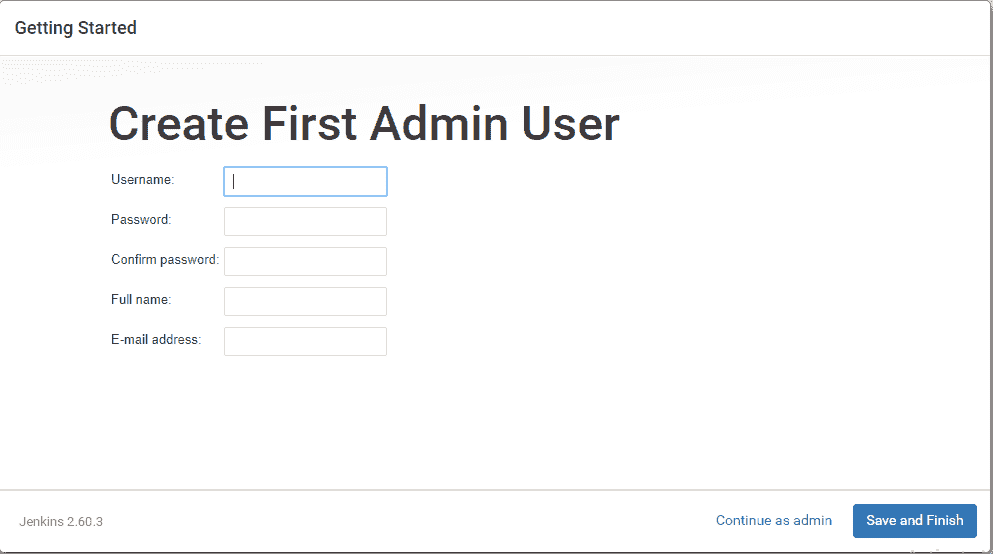 Getting Started
Create First Admin User
Username:
Password:
Confirm password:
Full name:
E-mail address:
Jenkins 2.60.3
Continue as admin
Save and Finish